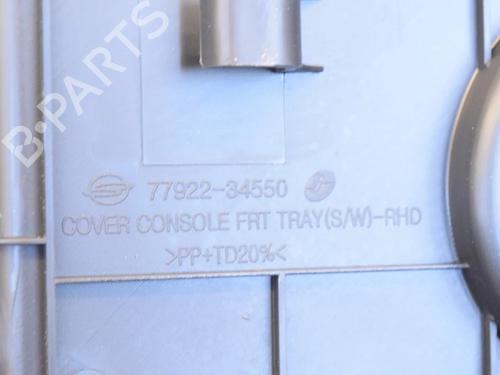 B-PARTS
77922-34550
COVER CONSOLE FRT TRAY(S/W)-RHD
>PP+TD20%<